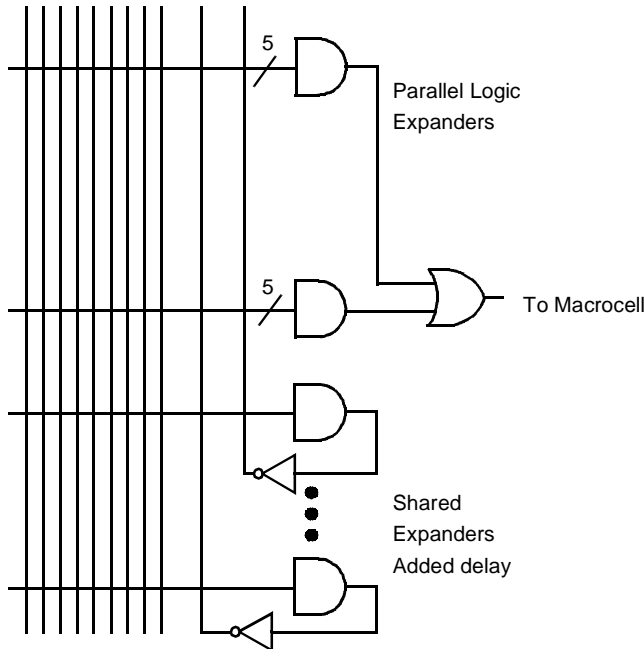 5
Parallel Logic
Expanders
5
To Macrocell
Shared
Expanders
Added delay